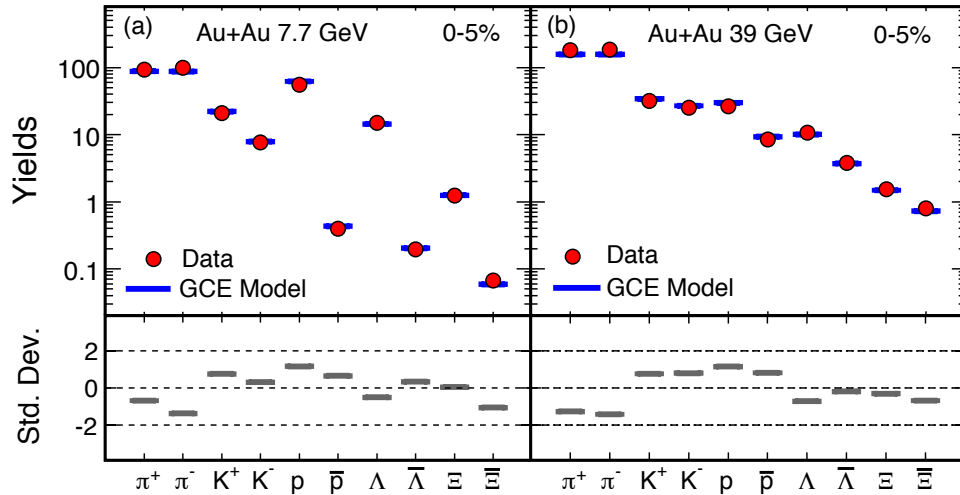 (a) Au+Au 7.7 GeV 0-5%
(b) Au+Au 39 GeV 0-5%
Yields
100
10
1
0.1
Data
GCE Model
Data
GCE Model
Std. Dev.
2
0
-2
π⁺ π⁻ K⁺ K⁻ p p̅ Λ Λ̅ Ξ Ξ̅
π⁺ π⁻ K⁺ K⁻ p p̅ Λ Λ̅ Ξ Ξ̅